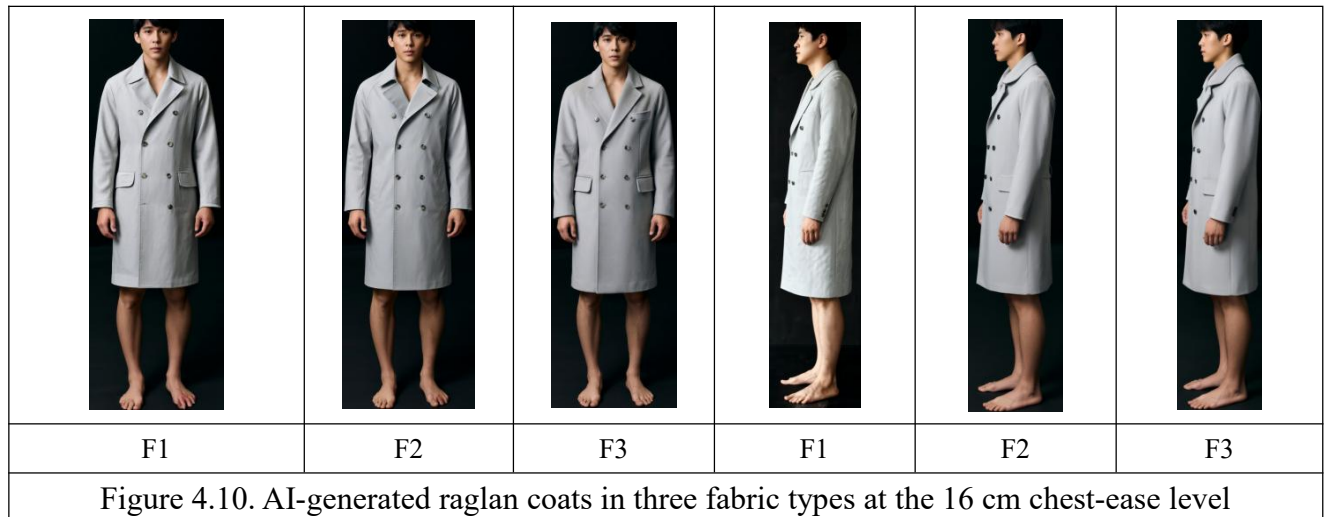 F1
F2
F3
F1
F2
F3
Figure 4.10. AI-generated raglan coats in three fabric types at the 16 cm chest-ease level